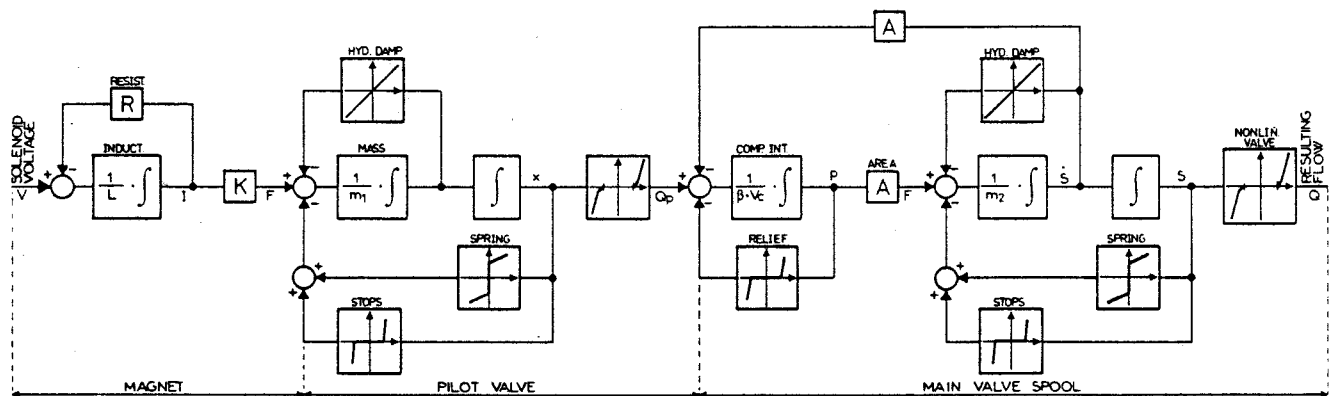 A
HYD. DAMP
HYD. DAMP
RESIST
R
SOLENOID
VOLTAGE
V
+
-
INDUCT.
1/L · ∫
I
K
F
+
-
-
MASS
1/m₁ · ∫
∫
x
Qp
+
-
-
COMP. INT.
1/β·Vc · ∫
P
AREA
A
F
+
-
-
1/m₂ · ∫
Ṡ
∫
S
NONLIN.
VALVE
RESULTING
FLOW
Q
SPRING
+
+
RELIEF
SPRING
+
+
STOPS
STOPS
MAGNET
PILOT VALVE
MAIN VALVE SPOOL